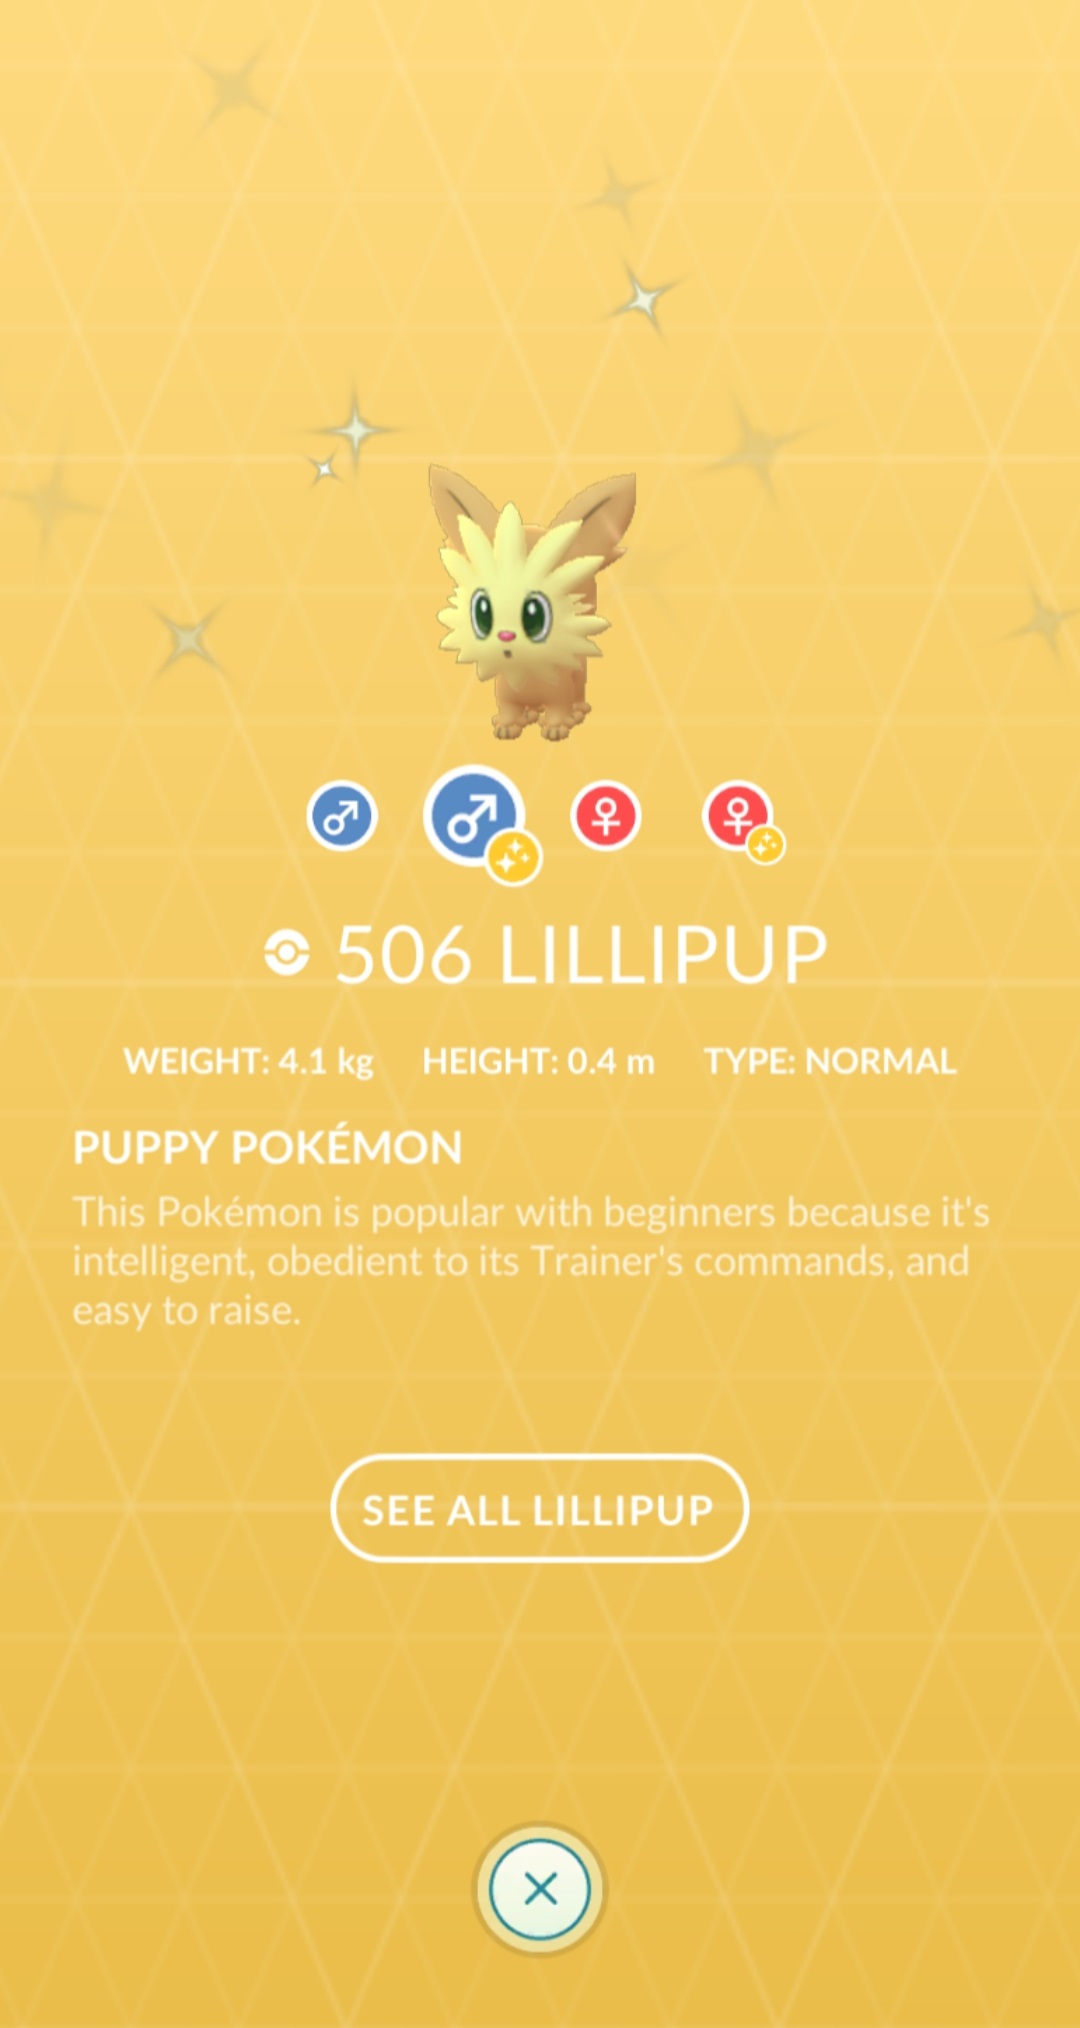 506 LILLIPUP
WEIGHT: 4.1 kg HEIGHT: 0.4 m TYPE: NORMAL
PUPPY POKÉMON
This Pokémon is popular with beginners because it's
intelligent, obedient to its Trainer's commands, and
easy to raise.
SEE ALL LILLIPUP